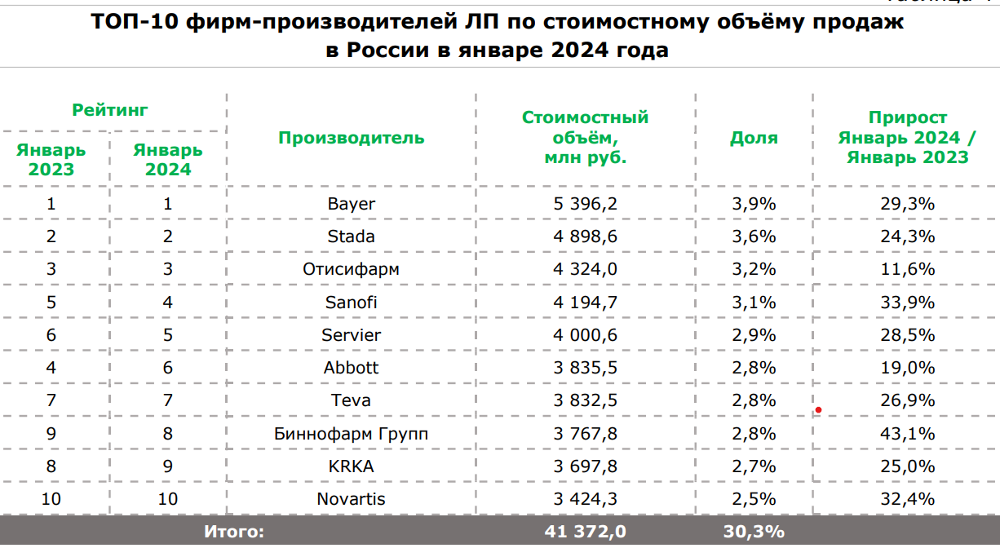 ТОП-10 фирм-производителей ЛП по стоимостному объёму продаж
в России в январе 2024 года
Рейтинг
Январь 2023
Январь 2024
Производитель
Стоимостный объём, млн руб.
Доля
Прирост Январь 2024 / Январь 2023
1 1 Bayer 5 396,2 3,9% 29,3%
2 2 Stada 4 898,6 3,6% 24,3%
3 3 Отисифарм 4 324,0 3,2% 11,6%
5 4 Sanofi 4 194,7 3,1% 33,9%
6 5 Servier 4 000,6 2,9% 28,5%
4 6 Abbott 3 835,5 2,8% 19,0%
7 7 Teva 3 832,5 2,8% 26,9%
9 8 Биннофарм Групп 3 767,8 2,8% 43,1%
8 9 KRKA 3 697,8 2,7% 25,0%
10 10 Novartis 3 424,3 2,5% 32,4%
Итого: 41 372,0 30,3%